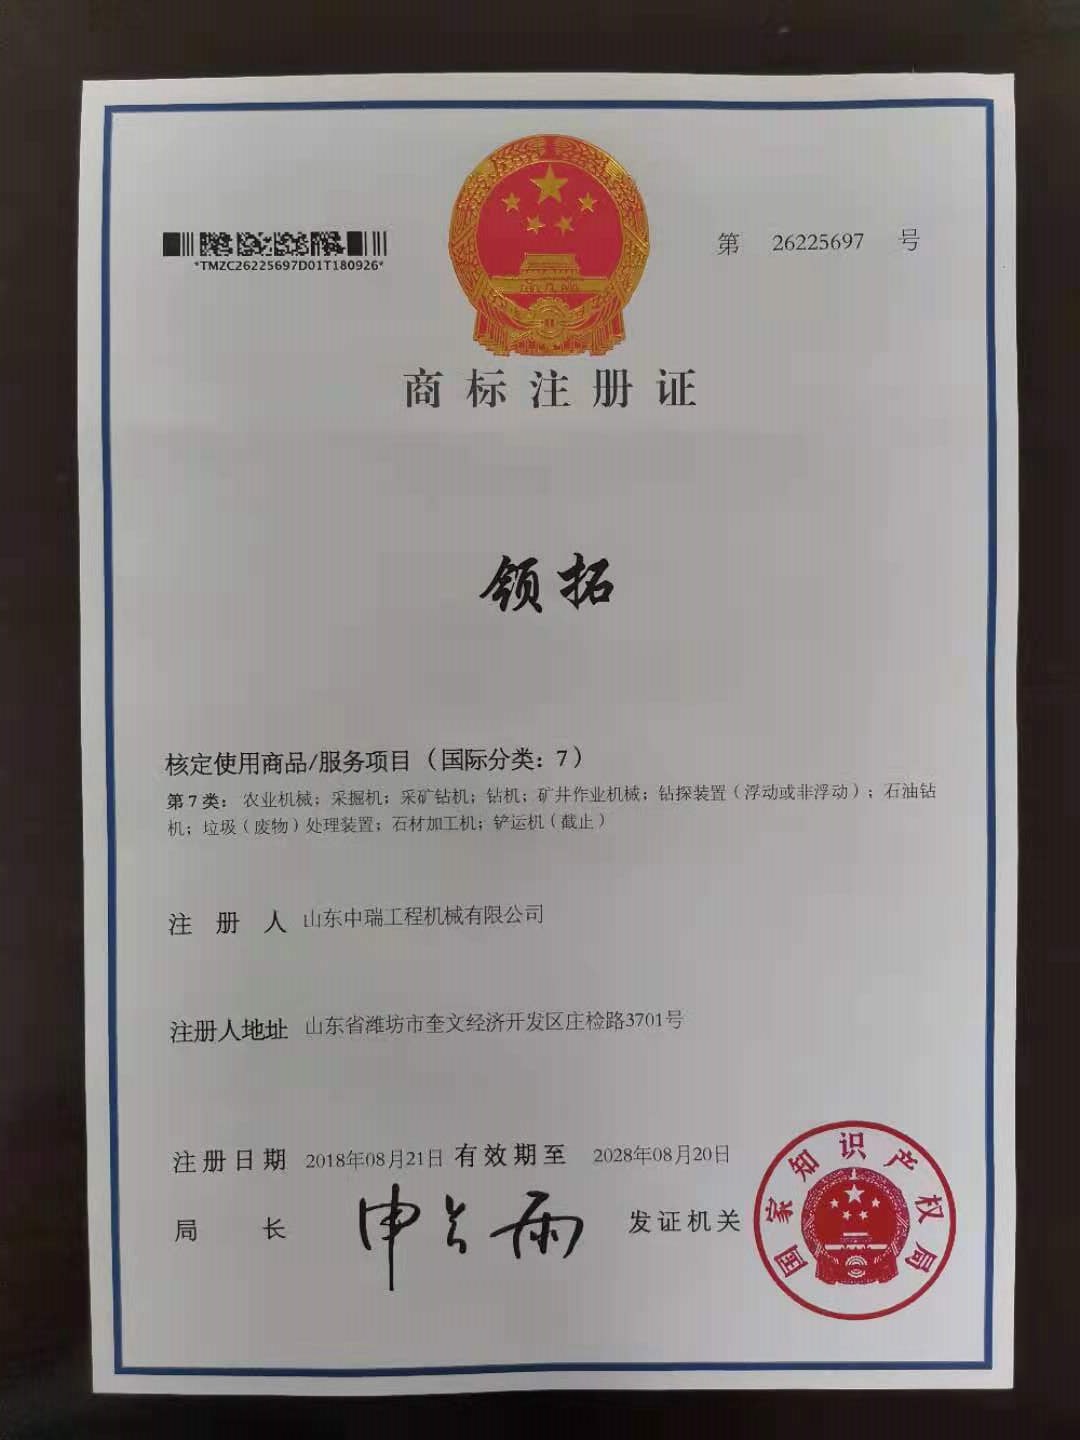 *TMZC26225697D01T180926*
第 26225697 号
商标注册证
领拓
核定使用商品/服务项目（国际分类：7）
第7类：农业机械；采掘机；采矿钻机；钻机；矿井作业机械；钻探装置（浮动或非浮动）；石油钻
机；垃圾（废物）处理装置；石材加工机；铲运机（截止）
注册人 山东中瑞工程机械有限公司
注册人地址 山东省潍坊市奎文经济开发区庄检路3701号
注册日期 2018年08月21日 有效期至 2028年08月20日
局长 申长雨 发证机关
国家知识产权局